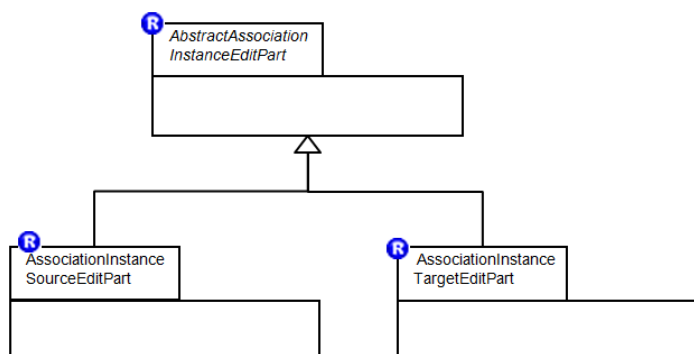 R
AbstractAssociation
InstanceEditPart
R
AssociationInstance
SourceEditPart
R
AssociationInstance
TargetEditPart